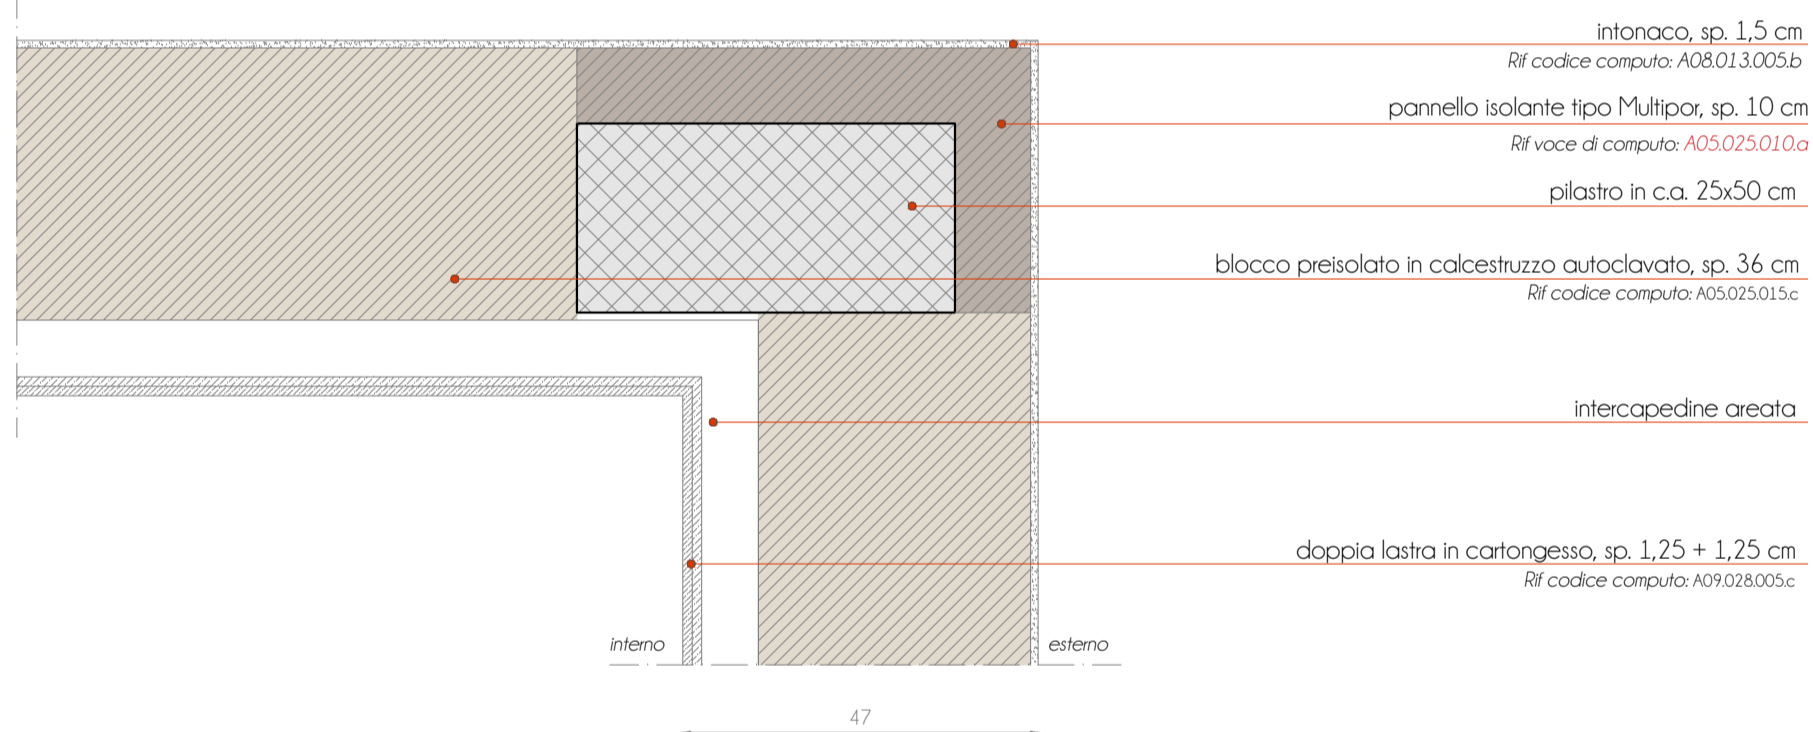 intonaco, sp. 1,5 cm
Rif codice computo: A08.013.005.b
pannello isolante tipo Multipor, sp. 10 cm
Rif voce di computo: A05.025.010.a
pilastro in c.a. 25x50 cm
blocco preisolato in calcestruzzo autoclavato, sp. 36 cm
Rif codice computo: A05.025.015.c
intercapedine areata
doppia lastra in cartongesso, sp. 1,25 + 1,25 cm
Rif codice computo: A09.028.005.c
interno
esterno
47